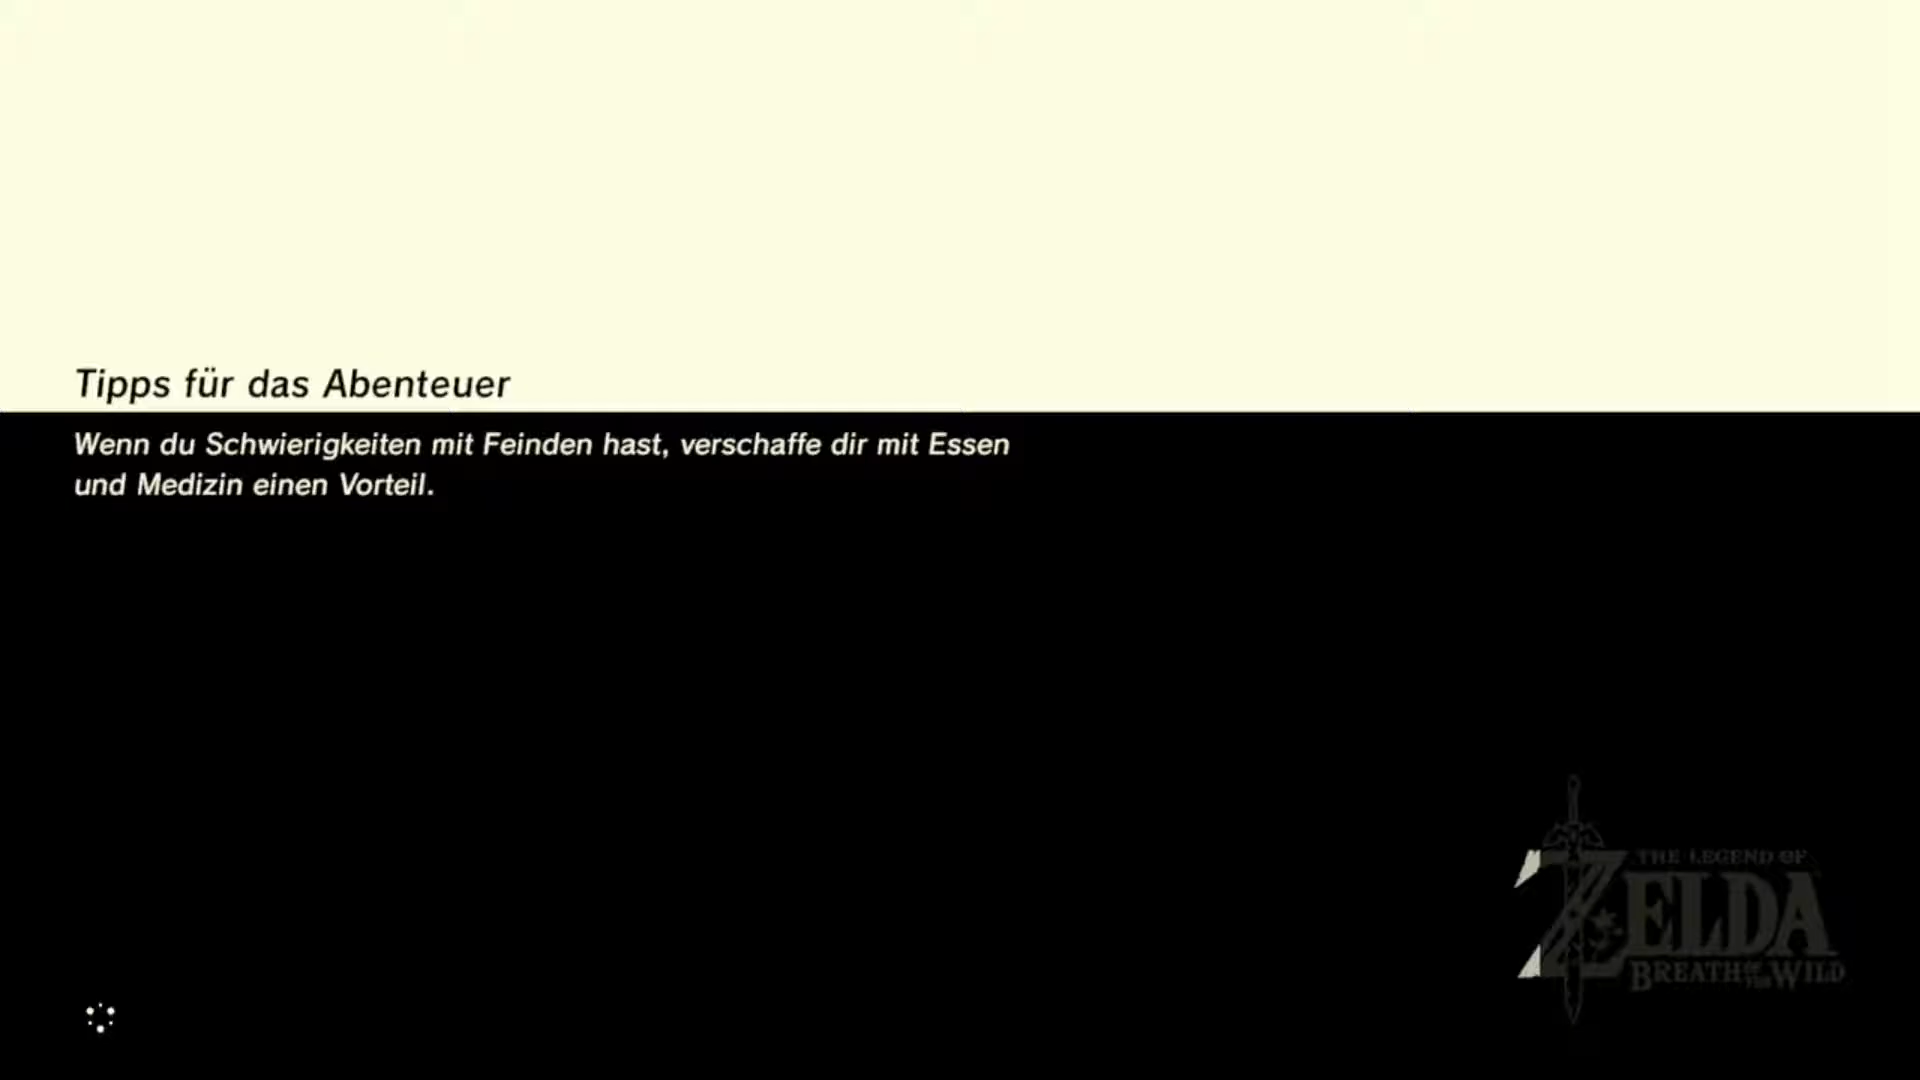 Tipps für das Abenteuer
Wenn du Schwierigkeiten mit Feinden hast, verschaffe dir mit Essen
und Medizin einen Vorteil.
THE LEGEND OF
ZELDA
BREATH OF THE WILD